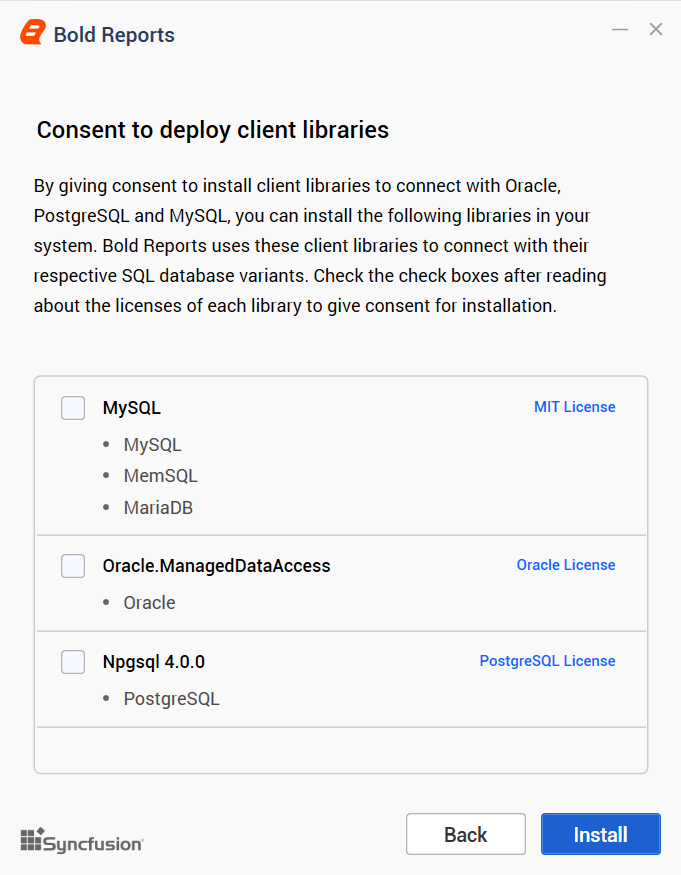 Bold Reports
Consent to deploy client libraries
By giving consent to install client libraries to connect with Oracle,
PostgreSQL and MySQL, you can install the following libraries in your
system. Bold Reports uses these client libraries to connect with their
respective SQL database variants. Check the check boxes after reading
about the licenses of each library to give consent for installation.
MySQL MIT License
• MySQL
• MemSQL
• MariaDB
Oracle.ManagedDataAccess Oracle License
• Oracle
Npgsql 4.0.0 PostgreSQL License
• PostgreSQL
Syncfusion Back Install